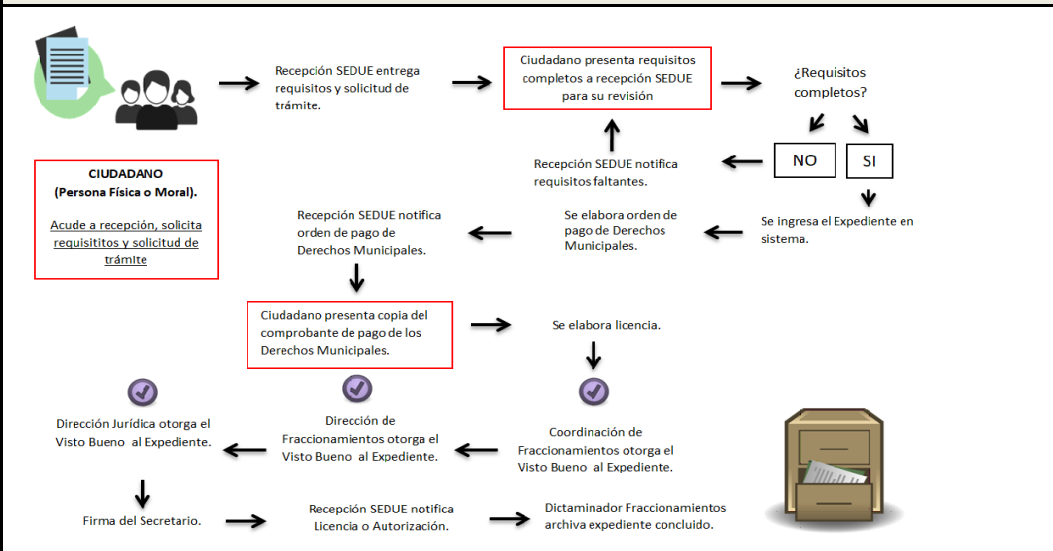 Recepción SEDUE entrega
requisitos y solicitud de
trámite.
Ciudadano presenta requisitos
completos a recepción SEDUE
para su revisión
¿Requisitos
completos?
NO
SI
Recepción SEDUE notifica
requisitos faltantes.
CIUDADANO
(Persona Física o Moral).
Acude a recepción, solicita
requisititos y solicitud de
trámite
Se ingresa el Expediente en
sistema.
Se elabora orden de
pago de Derechos
Municipales.
Recepción SEDUE notifica
orden de pago de
Derechos Municipales.
Ciudadano presenta copia del
comprobante de pago de los
Derechos Municipales.
Se elabora licencia.
Coordinación de
Fraccionamientos otorga el
Visto Bueno al Expediente.
Dirección de
Fraccionamientos otorga el
Visto Bueno al Expediente.
Dirección Jurídica otorga el
Visto Bueno al Expediente.
Firma del Secretario.
Recepción SEDUE notifica
Licencia o Autorización.
Dictaminador Fraccionamientos
archiva expediente concluido.